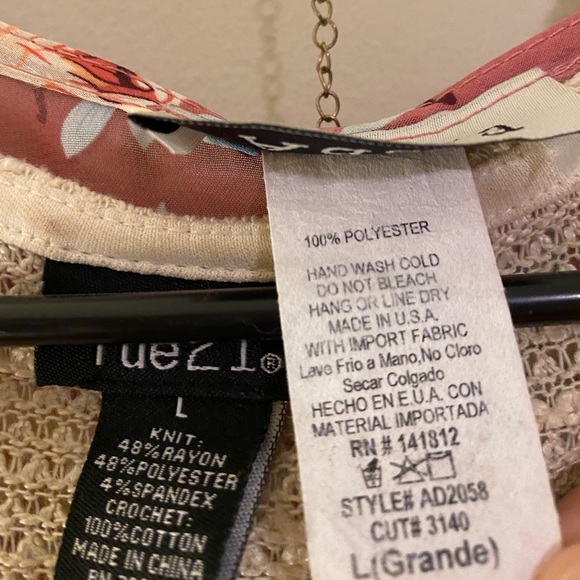 100% POLYESTER
HAND WASH COLD
DO NOT BLEACH
HANG OR LINE DRY
MADE IN U.S.A.
WITH IMPORT FABRIC
Lave Frio a Mano,No Cloro
Secar Colgado
HECHO EN E.U.A. CON
MATERIAL IMPORTADA
RN # 141812
STYLE# AD2058
CUT# 3140
L(Grande)
rue21®
L
KNIT:
48%RAYON
48%POLYESTER
4%SPANDEX
CROCHET:
100%COTTON
MADE IN CHINA